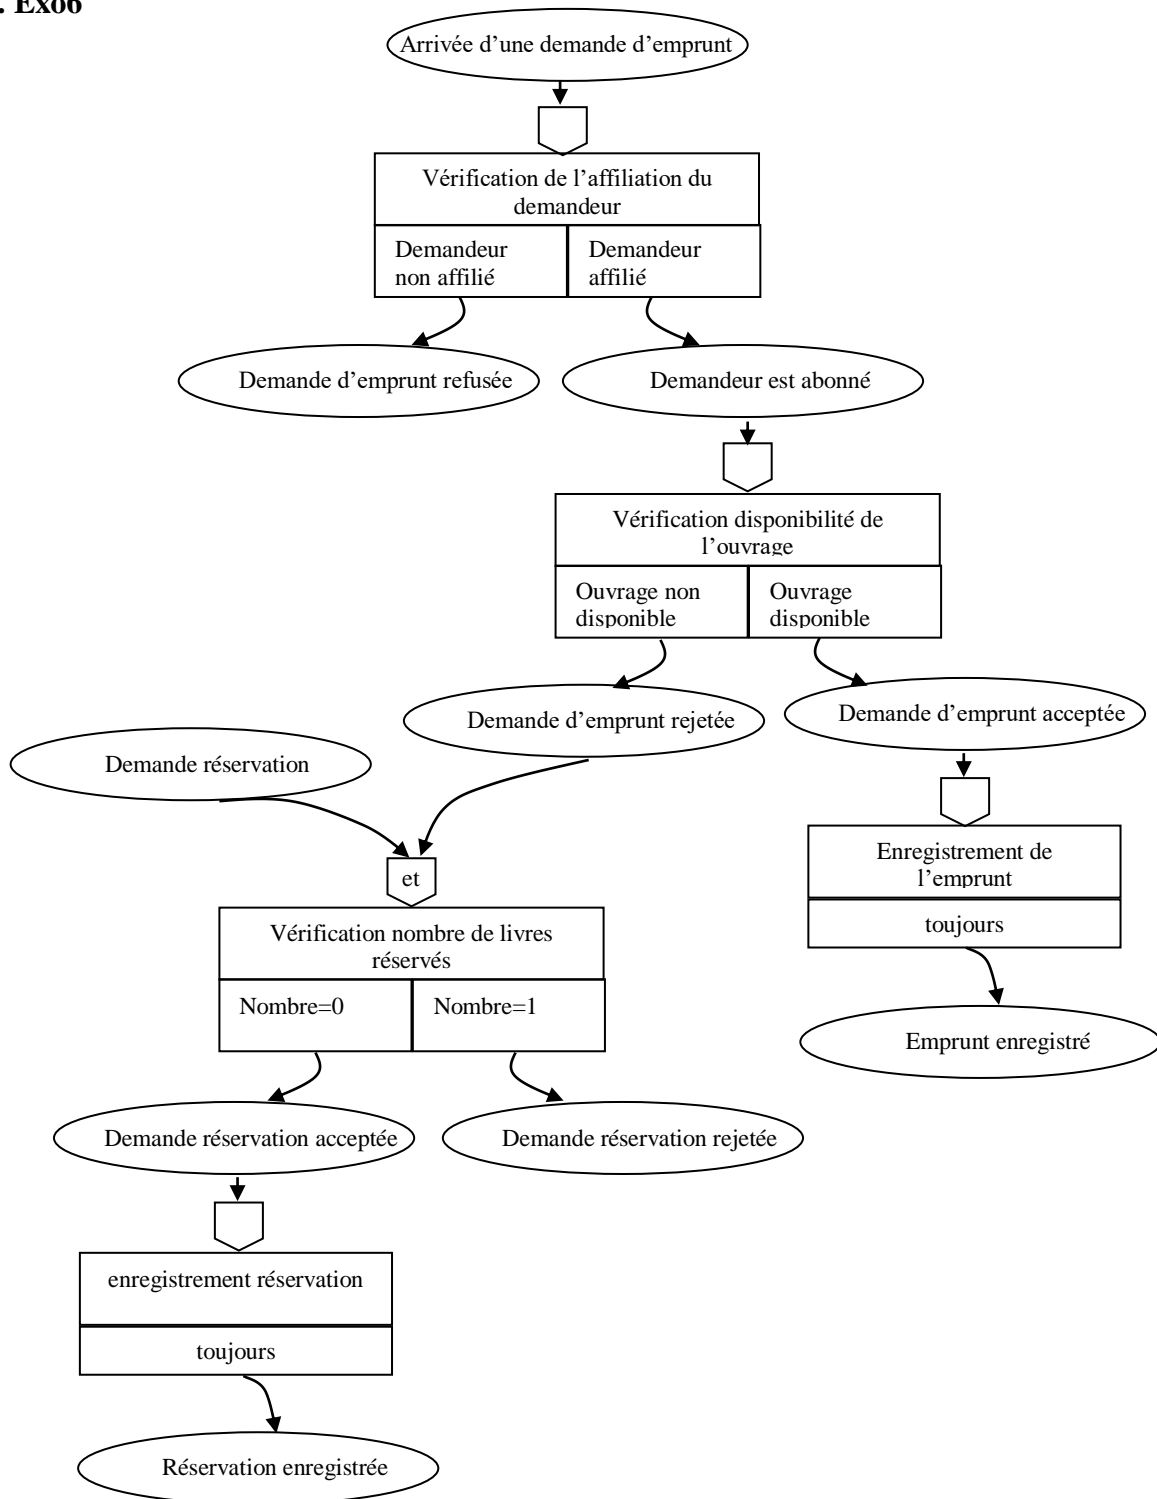 . Exo6
Arrivée d’une demande d’emprunt
Vérification de l’affiliation du
demandeur
Demandeur
non affilié
Demandeur
affilié
Demande d’emprunt refusée
Demandeur est abonné
Vérification disponibilité de
l’ouvrage
Ouvrage non
disponible
Ouvrage
disponible
Demande d’emprunt rejetée
Demande d’emprunt acceptée
Demande réservation
et
Enregistrement de
l’emprunt
toujours
Vérification nombre de livres
réservés
Nombre=0
Nombre=1
Emprunt enregistré
Demande réservation acceptée
Demande réservation rejetée
enregistrement réservation
toujours
Réservation enregistrée